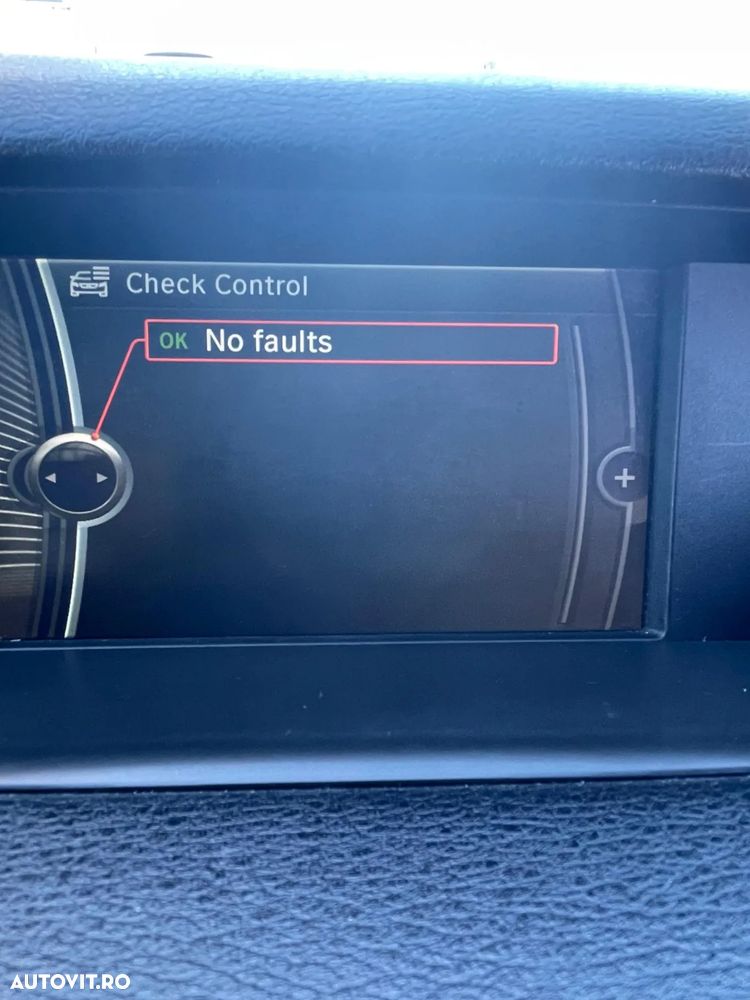 Check Control
OK No faults
AUTOVIT.RO